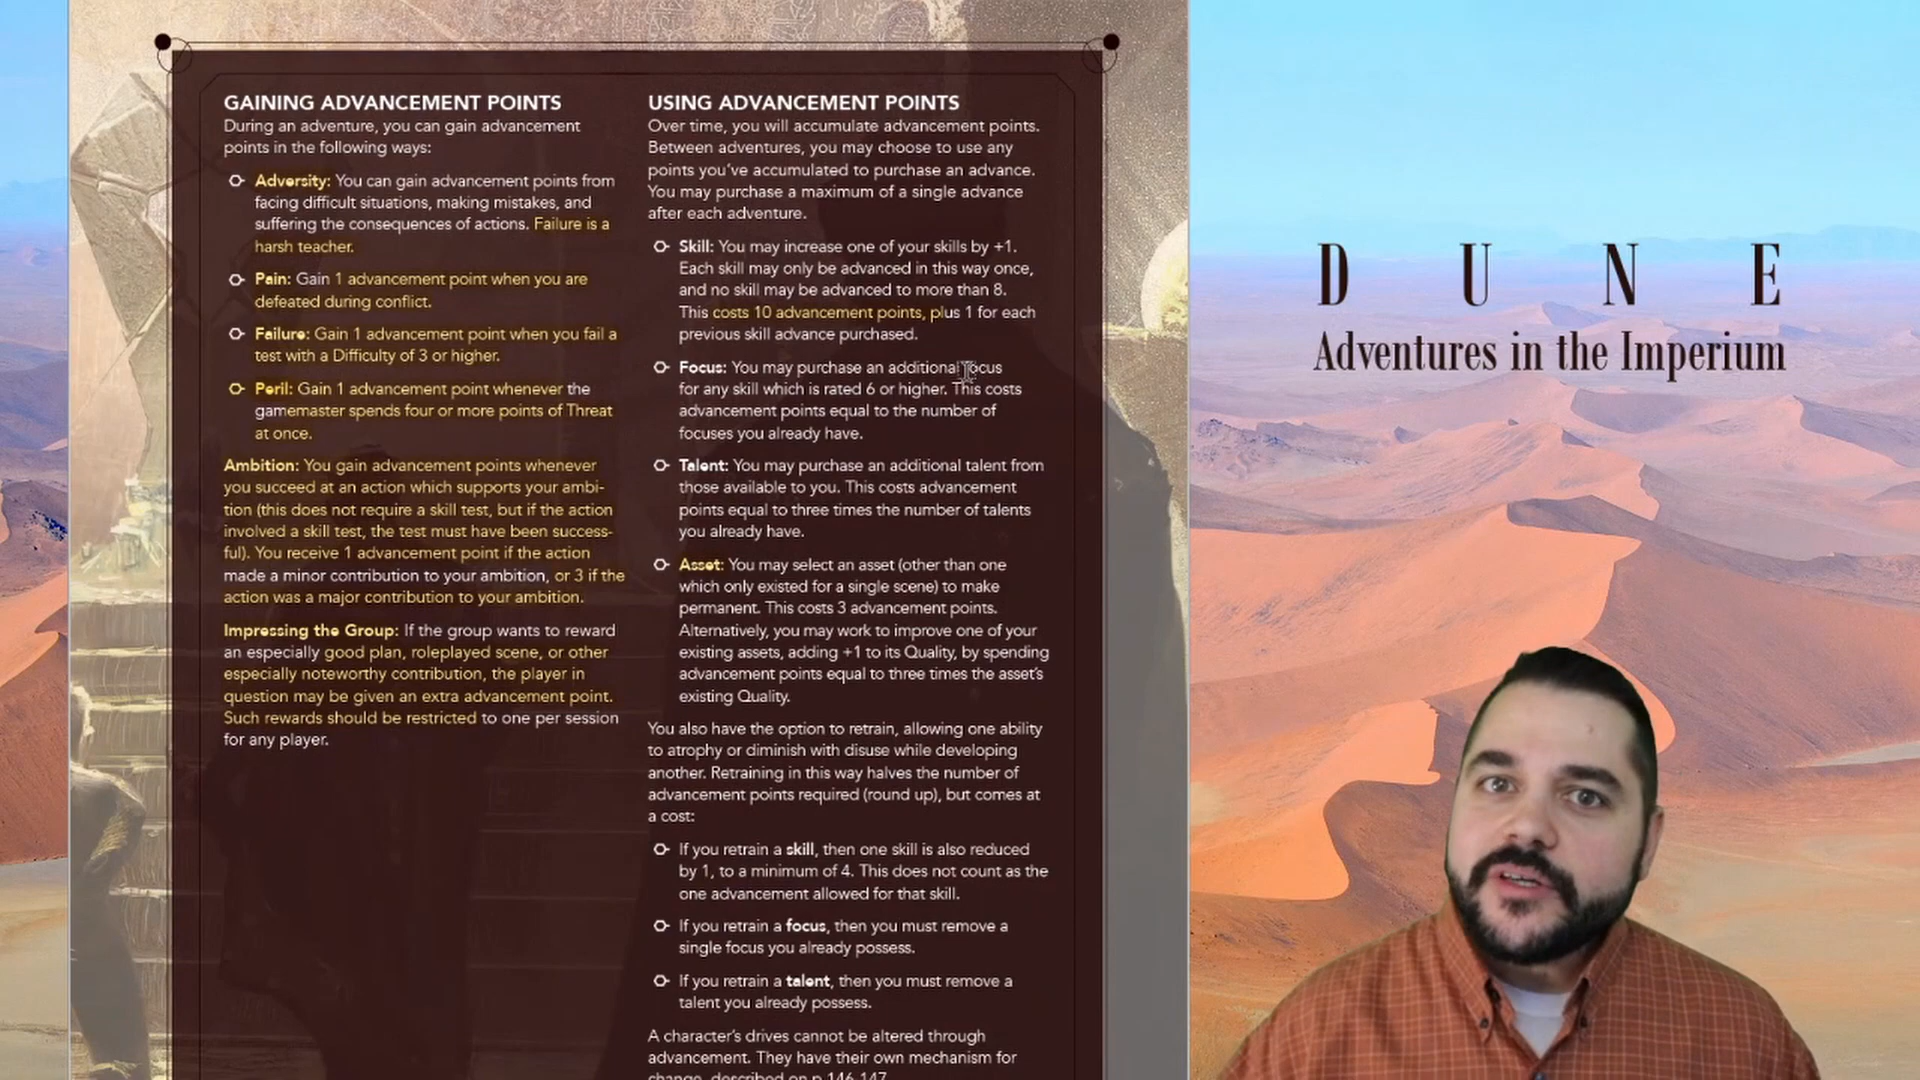 GAINING ADVANCEMENT POINTS
During an adventure, you can gain advancement
points in the following ways:
Adversity: You can gain advancement points from
facing difficult situations, making mistakes, and
suffering the consequences of actions. Failure is a
harsh teacher.
Pain: Gain 1 advancement point when you are
defeated during conflict.
Failure: Gain 1 advancement point when you fail a
test with a Difficulty of 3 or higher.
Peril: Gain 1 advancement point whenever the
gamemaster spends four or more points of Threat
at once.
Ambition: You gain advancement points whenever
you succeed at an action which supports your ambi-
tion (this does not require a skill test, but if the action
involved a skill test, the test must have been success-
ful). You receive 1 advancement point if the action
made a minor contribution to your ambition, or 3 if the
action was a major contribution to your ambition.
Impressing the Group: If the group wants to reward
an especially good plan, roleplayed scene, or other
especially noteworthy contribution, the player in
question may be given an extra advancement point.
Such rewards should be restricted to one per session
for any player.
USING ADVANCEMENT POINTS
Over time, you will accumulate advancement points.
Between adventures, you may choose to use any
points you've accumulated to purchase an advance.
You may purchase a maximum of a single advance
after each adventure.
Skill: You may increase one of your skills by +1.
Each skill may only be advanced in this way once,
and no skill may be advanced to more than 8.
This costs 10 advancement points, plus 1 for each
previous skill advance purchased.
Focus: You may purchase an additional focus
for any skill which is rated 6 or higher. This costs
advancement points equal to the number of
focuses you already have.
Talent: You may purchase an additional talent from
those available to you. This costs advancement
points equal to three times the number of talents
you already have.
Asset: You may select an asset (other than one
which only existed for a single scene) to make
permanent. This costs 3 advancement points.
Alternatively, you may work to improve one of your
existing assets, adding +1 to its Quality, by spending
advancement points equal to three times the asset's
existing Quality.
You also have the option to retrain, allowing one ability
to atrophy or diminish with disuse while developing
another. Retraining in this way halves the number of
advancement points required (round up), but comes at
a cost:
If you retrain a skill, then one skill is also reduced
by 1, to a minimum of 4. This does not count as the
one advancement allowed for that skill.
If you retrain a focus, then you must remove a
single focus you already possess.
If you retrain a talent, then you must remove a
talent you already possess.
A character's drives cannot be altered through
advancement. They have their own mechanism for
change, described on p.146-147
DUNE
Adventures in the Imperium